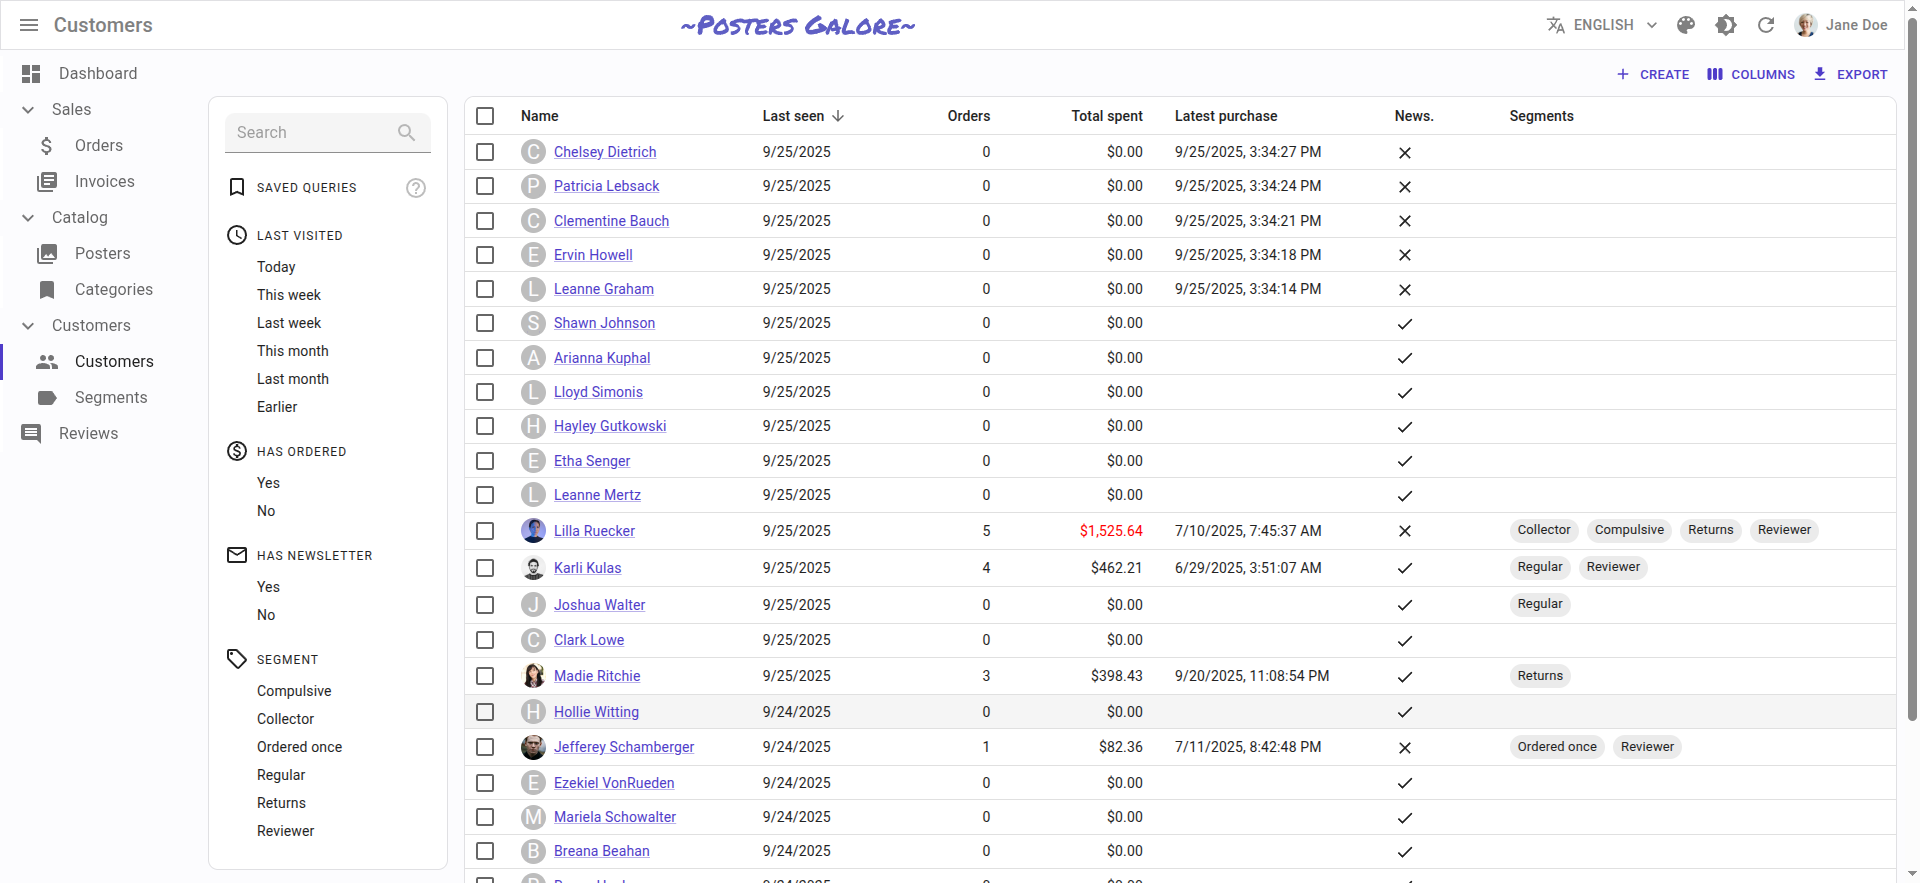 Customers
~Posters Galore~
ENGLISH
Jane Doe
Dashboard
Sales
Orders
Invoices
Catalog
Posters
Categories
Customers
Customers
Segments
Reviews
CREATE
COLUMNS
EXPORT
Search
SAVED QUERIES
LAST VISITED
Today
This week
Last week
This month
Last month
Earlier
HAS ORDERED
Yes
No
HAS NEWSLETTER
Yes
No
SEGMENT
Compulsive
Collector
Ordered once
Regular
Returns
Reviewer
Name Last seen Orders Total spent Latest purchase News. Segments
C Chelsey Dietrich 9/25/2025 0 $0.00 9/25/2025, 3:34:27 PM
P Patricia Lebsack 9/25/2025 0 $0.00 9/25/2025, 3:34:24 PM
C Clementine Bauch 9/25/2025 0 $0.00 9/25/2025, 3:34:21 PM
E Ervin Howell 9/25/2025 0 $0.00 9/25/2025, 3:34:18 PM
L Leanne Graham 9/25/2025 0 $0.00 9/25/2025, 3:34:14 PM
S Shawn Johnson 9/25/2025 0 $0.00
A Arianna Kuphal 9/25/2025 0 $0.00
L Lloyd Simonis 9/25/2025 0 $0.00
H Hayley Gutkowski 9/25/2025 0 $0.00
E Etha Senger 9/25/2025 0 $0.00
L Leanne Mertz 9/25/2025 0 $0.00
Lilla Ruecker 9/25/2025 5 $1,525.64 7/10/2025, 7:45:37 AM Collector Compulsive Returns Reviewer
Karli Kulas 9/25/2025 4 $462.21 6/29/2025, 3:51:07 AM Regular Reviewer
J Joshua Walter 9/25/2025 0 $0.00 Regular
C Clark Lowe 9/25/2025 0 $0.00
Madie Ritchie 9/25/2025 3 $398.43 9/20/2025, 11:08:54 PM Returns
H Hollie Witting 9/24/2025 0 $0.00
Jefferey Schamberger 9/24/2025 1 $82.36 7/11/2025, 8:42:48 PM Ordered once Reviewer
E Ezekiel VonRueden 9/24/2025 0 $0.00
M Mariela Schowalter 9/24/2025 0 $0.00
B Breana Beahan 9/24/2025 0 $0.00